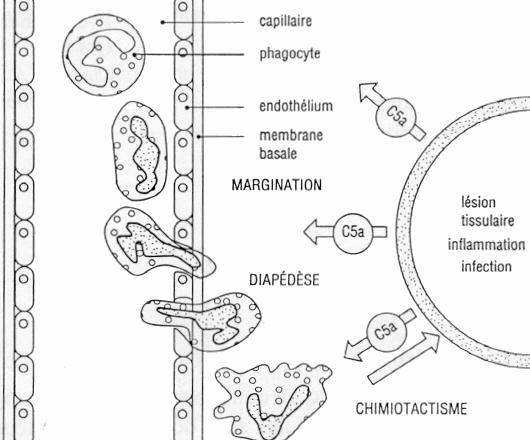 capillaire
phagocyte
endothélium
membrane
basale
MARGINATION
C5a
C5a
lésion
tissulaire
inflammation
infection
DIAPÉDÈSE
C5a
CHIMIOTACTISME